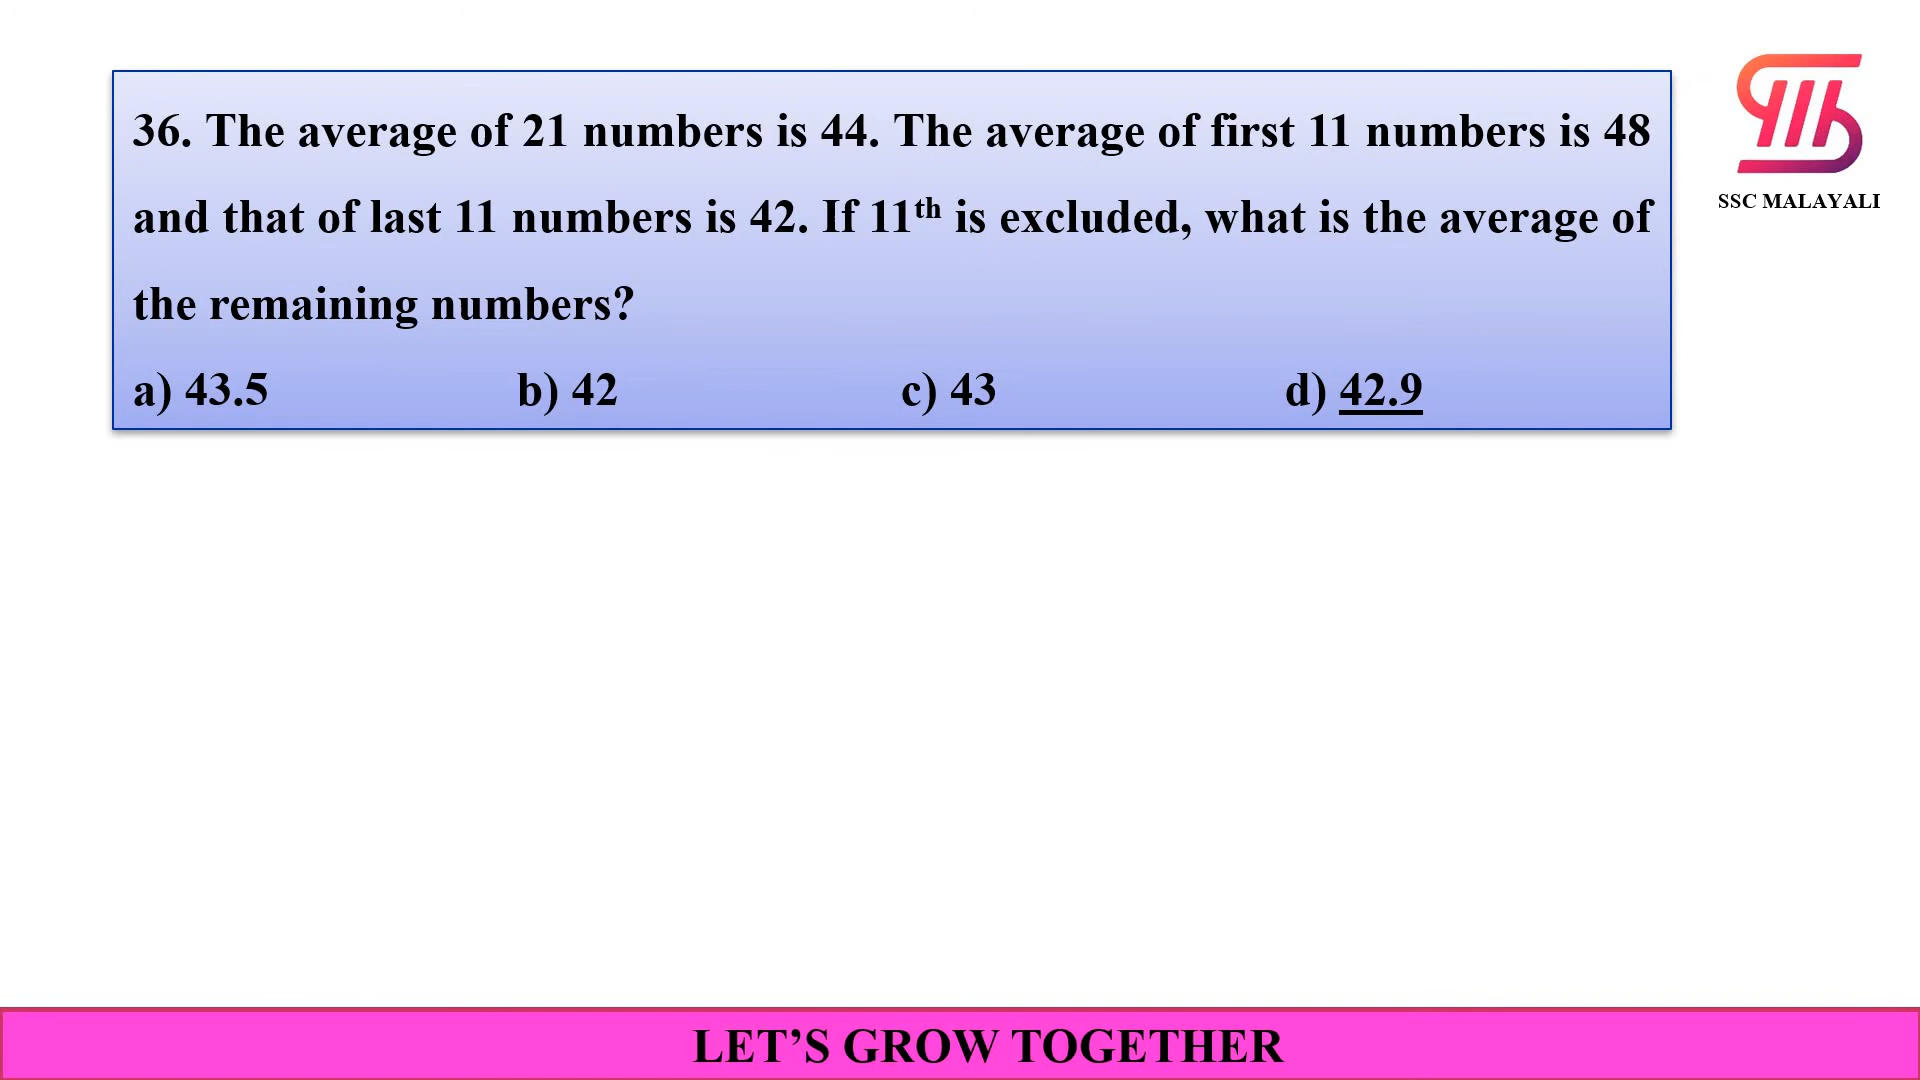 36. The average of 21 numbers is 44. The average of first 11 numbers is 48
and that of last 11 numbers is 42. If 11th is excluded, what is the average of
the remaining numbers?
a) 43.5 b) 42 c) 43 d) 42.9
SSC MALAYALI
LET’S GROW TOGETHER